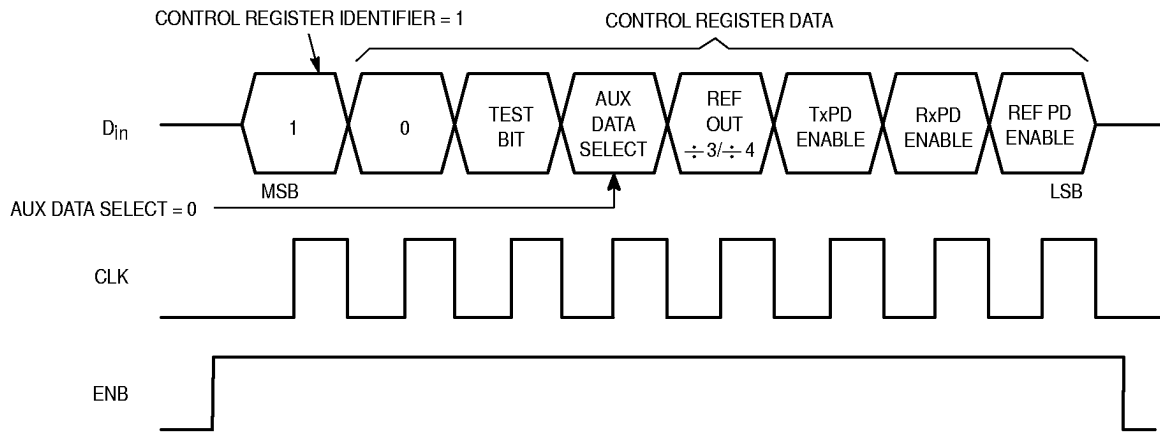 CONTROL REGISTER IDENTIFIER = 1
CONTROL REGISTER DATA
Din
1
0
TEST
BIT
AUX
DATA
SELECT
REF
OUT
÷3/÷4
TxPD
ENABLE
RxPD
ENABLE
REF PD
ENABLE
MSB
LSB
AUX DATA SELECT = 0
CLK
ENB